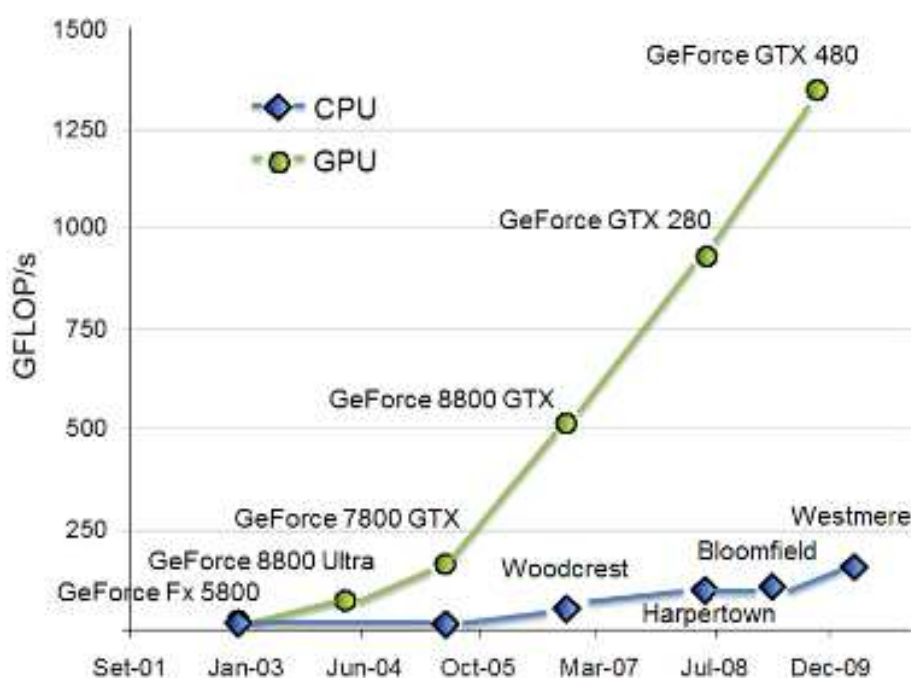 1500
GeForce GTX 480
CPU
1250
GPU
GeForce GTX 280
1000
GFLOP/s
750
GeForce 8800 GTX
500
GeForce 7800 GTX
250
Westmere
GeForce 8800 Ultra
Woodcrest
Bloomfield
GeForce Fx 5800
Harpertown
Set-01 Jan-03 Jun-04 Oct-05 Mar-07 Jul-08 Dec-09